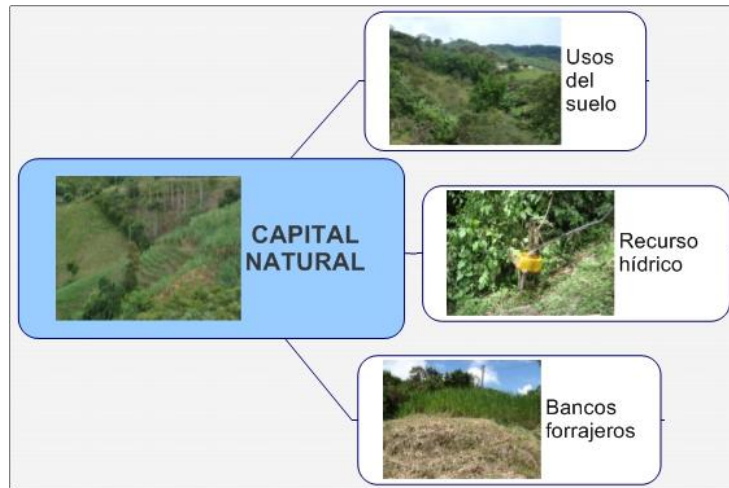 Usos
del
suelo
CAPITAL
NATURAL
Recurso
hídrico
Bancos
forrajeros